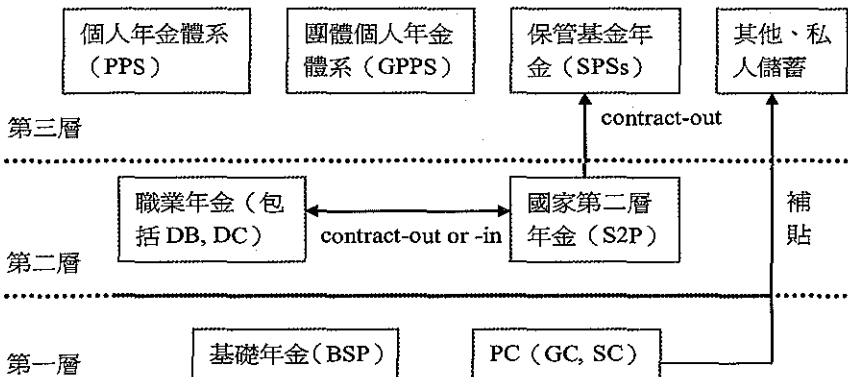 個人年金體系
（PPS）
團體個人年金
體系（GPPS）
保管基金年
金（SPSs）
其他、私
人儲蓄
第三層
contract-out
職業年金（包
括 DB, DC）
contract-out or -in
國家第二層
年金（S2P）
補
貼
第二層
基礎年金（BSP）
PC（GC, SC）
第一層